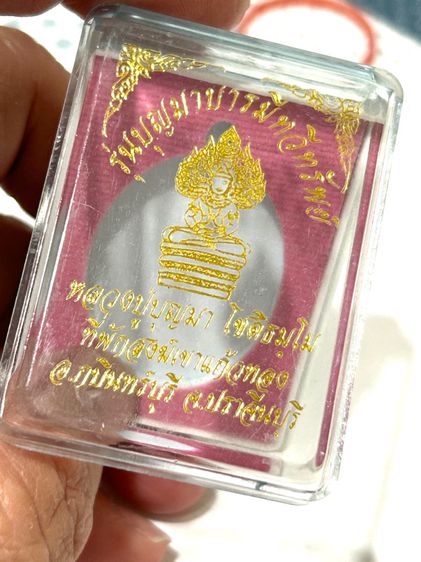 รุ่นบุญมาบารมีทวีทรัพย์
หลวงปู่บุญมา โชติธมฺโม
ที่พักสงฆ์เขาแก้วทอง
อ.กบินทร์บุรี จ.ปราจีนบุรี